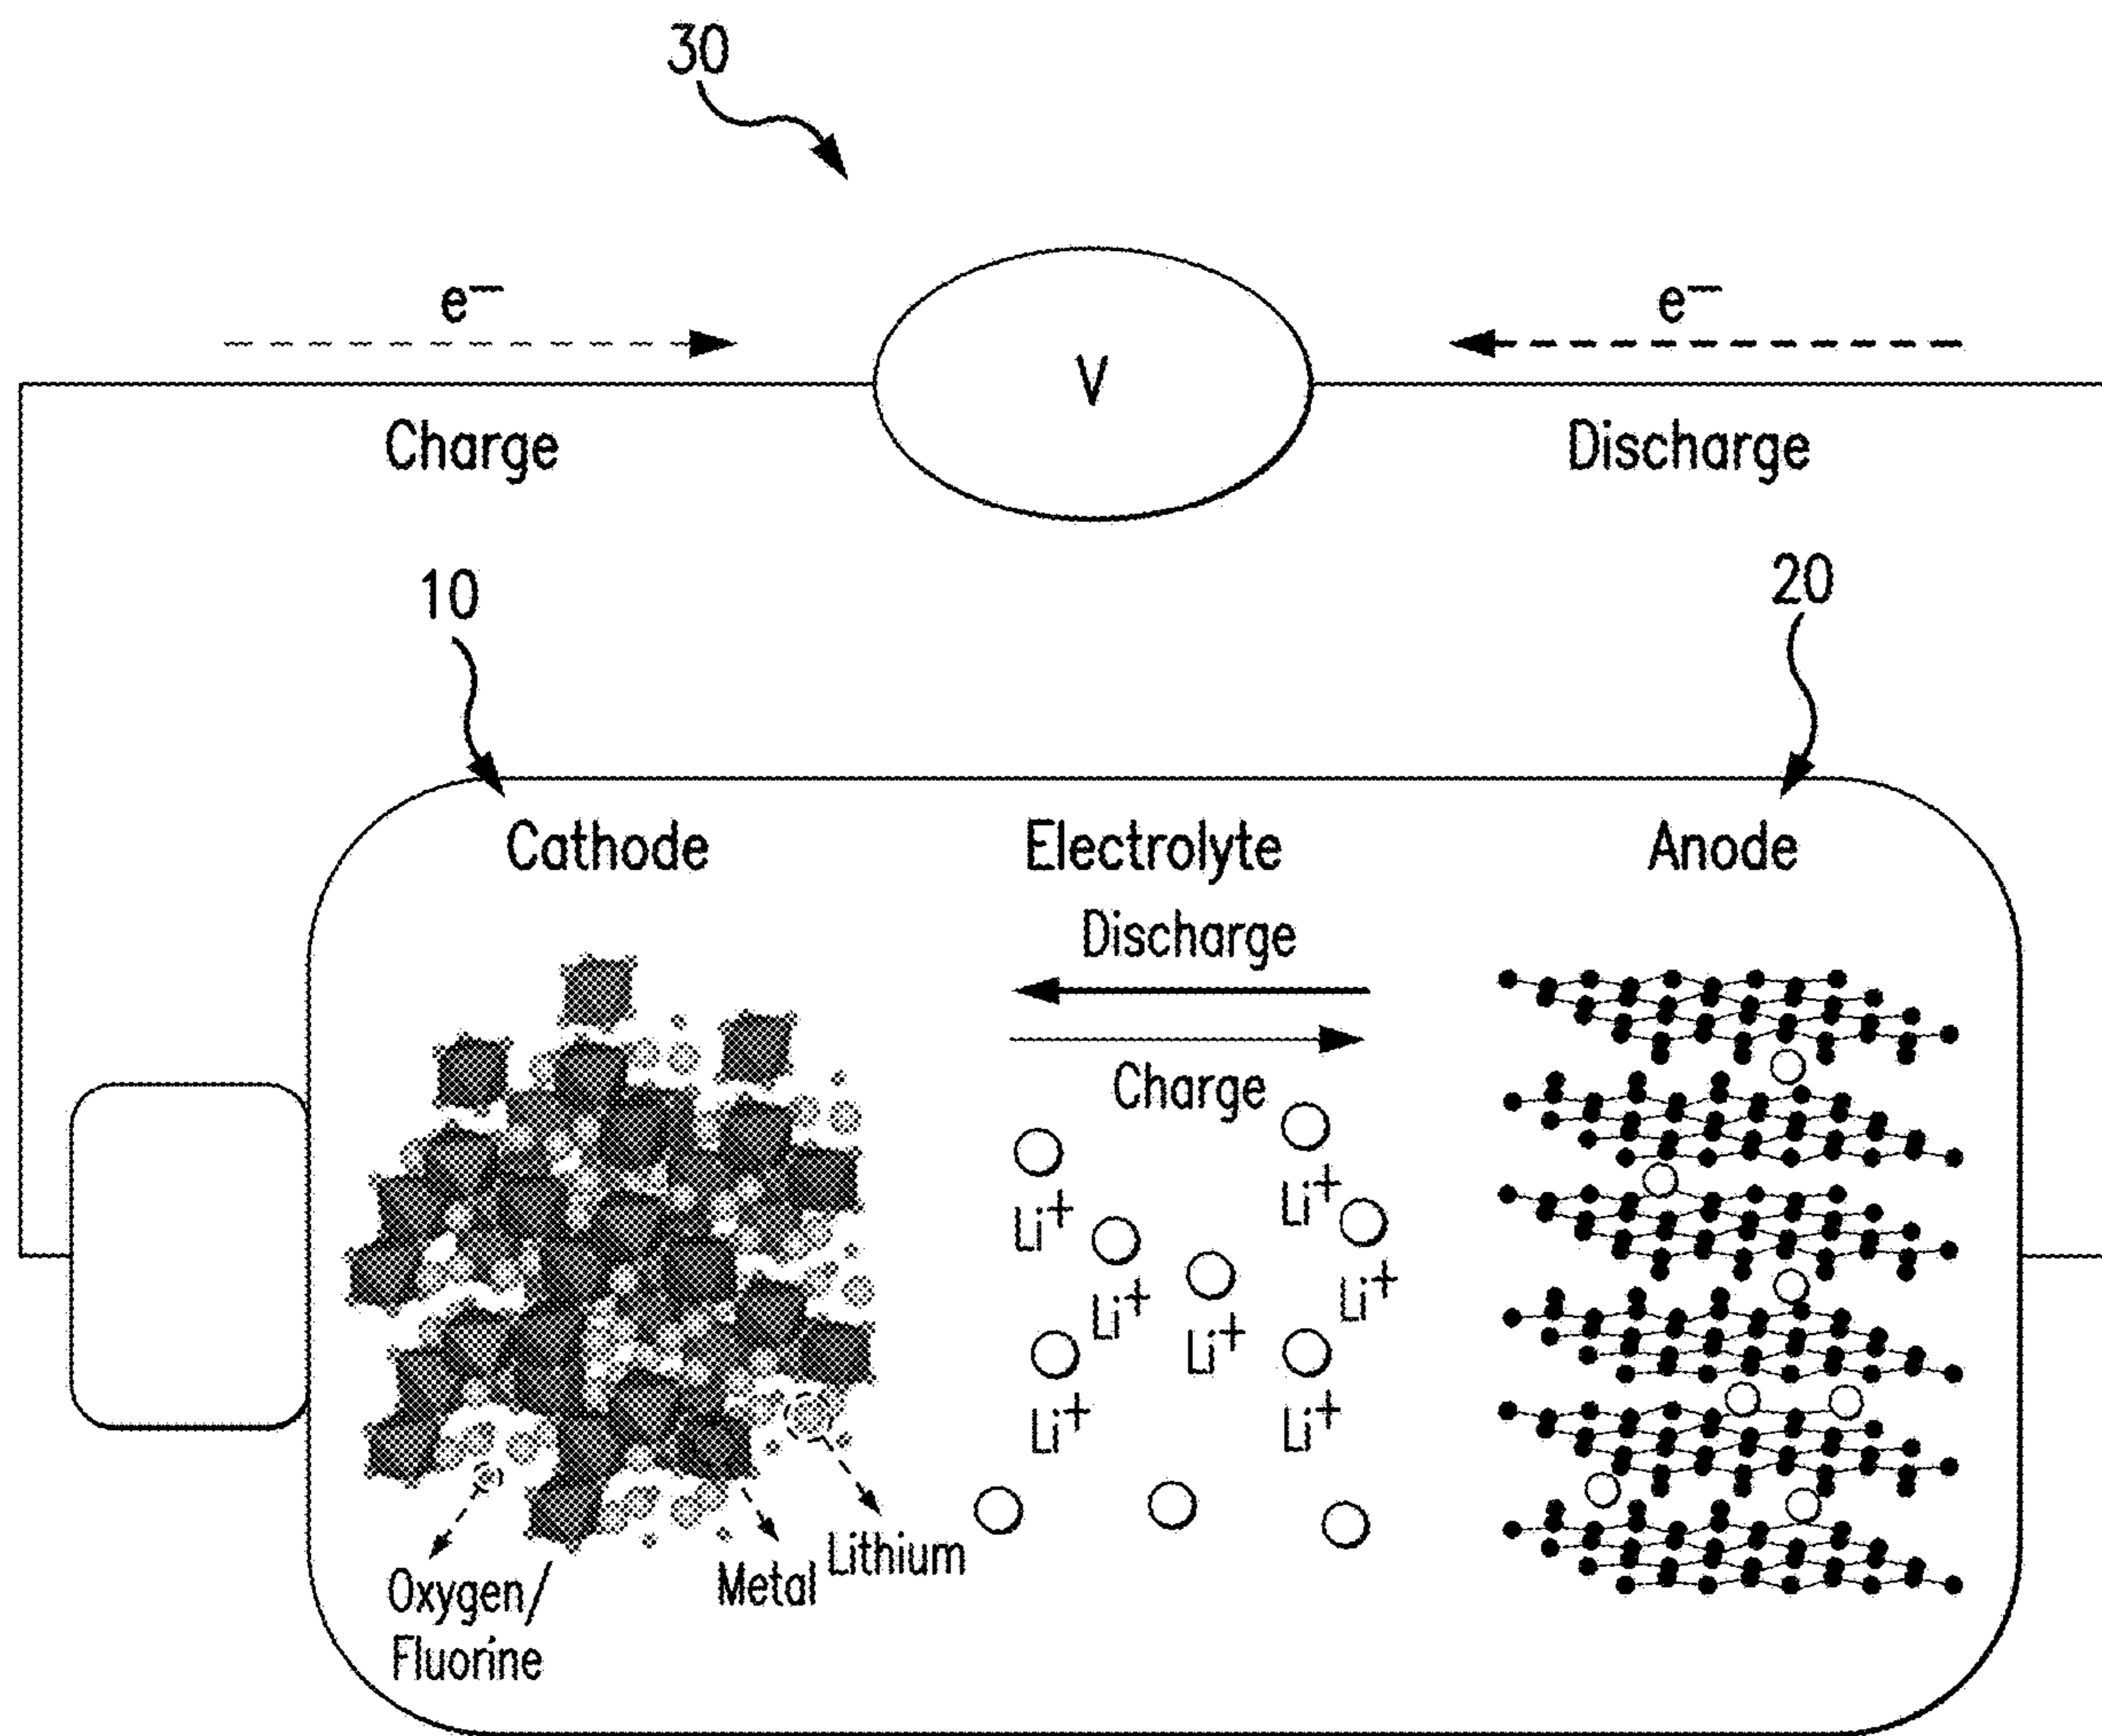 30
e−
e−
V
Charge
Discharge
10
20
Cathode
Electrolyte
Anode
Discharge
Charge
Li+
Li+
Li+
Li+
Li+
Li+
Li+
Lithium
Metal
Oxygen/
Fluorine